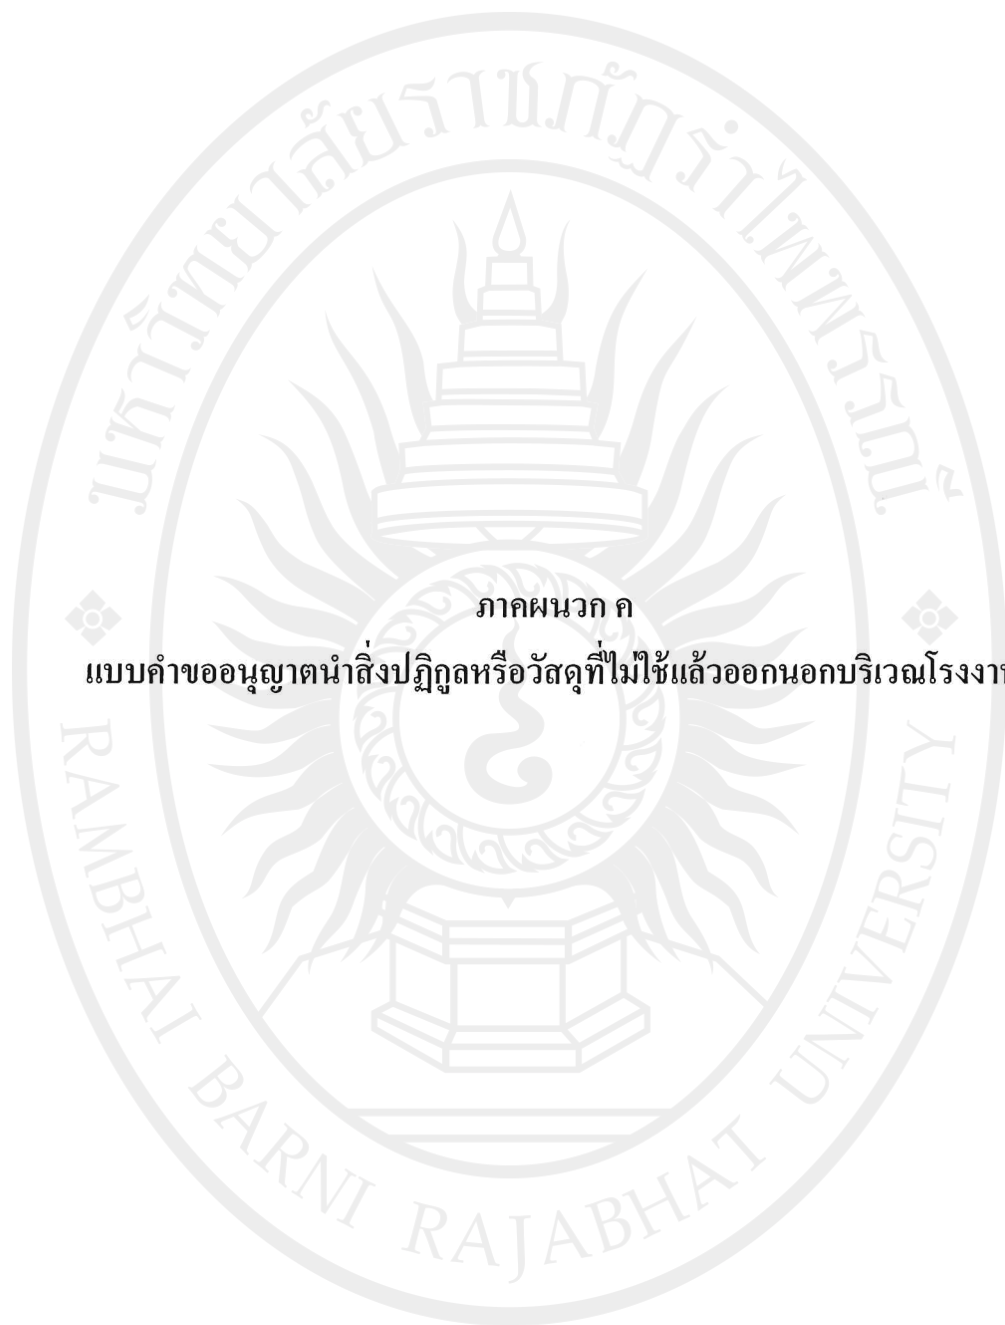 มหาวิทยาลัยราชภัฏรำไพพรรณี
ภาคผนวก ค
แบบคำขออนุญาตนำสิ่งปฏิกูลหรือวัสดุที่ไม่ใช้แล้วออกนอกบริเวณโรงงาน
RAMBHAI BARNI RAJABHAT UNIVERSITY